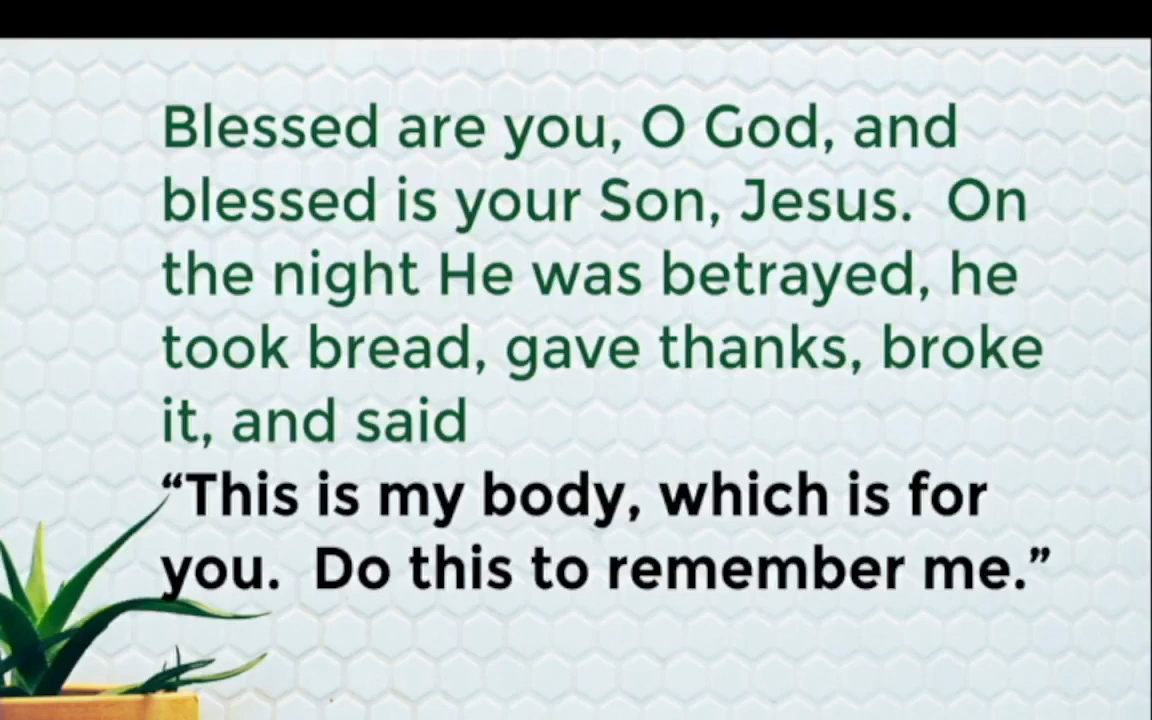 Blessed are you, O God, and
blessed is your Son, Jesus.  On
the night He was betrayed, he
took bread, gave thanks, broke
it, and said
“This is my body, which is for
you.  Do this to remember me.”